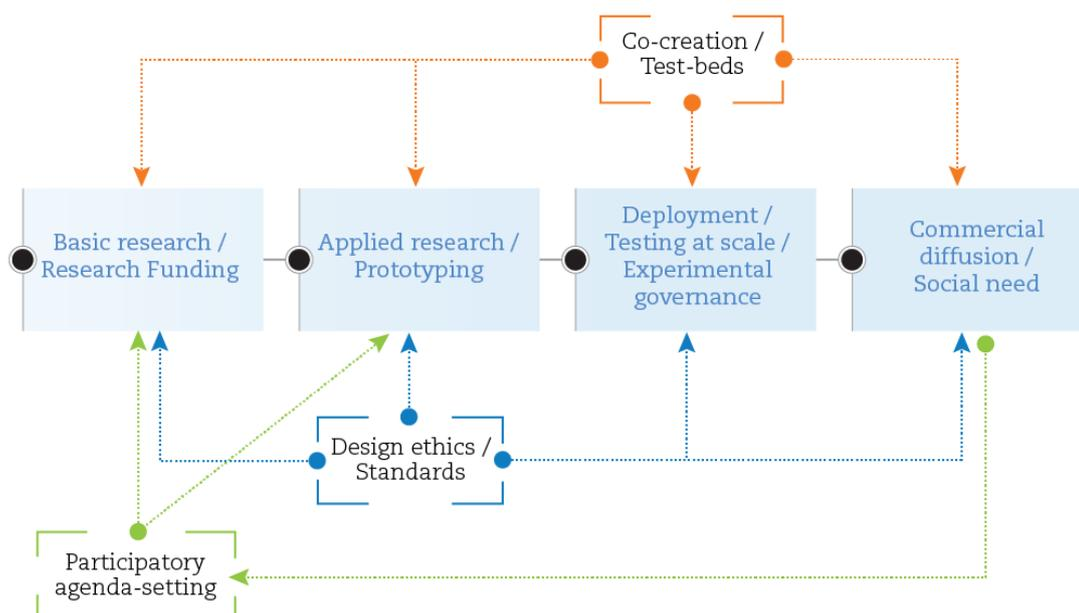 Co-creation /
Test-beds
Basic research /
Research Funding
Applied research /
Prototyping
Deployment /
Testing at scale /
Experimental
governance
Commercial
diffusion /
Social need
Design ethics /
Standards
Participatory
agenda-setting